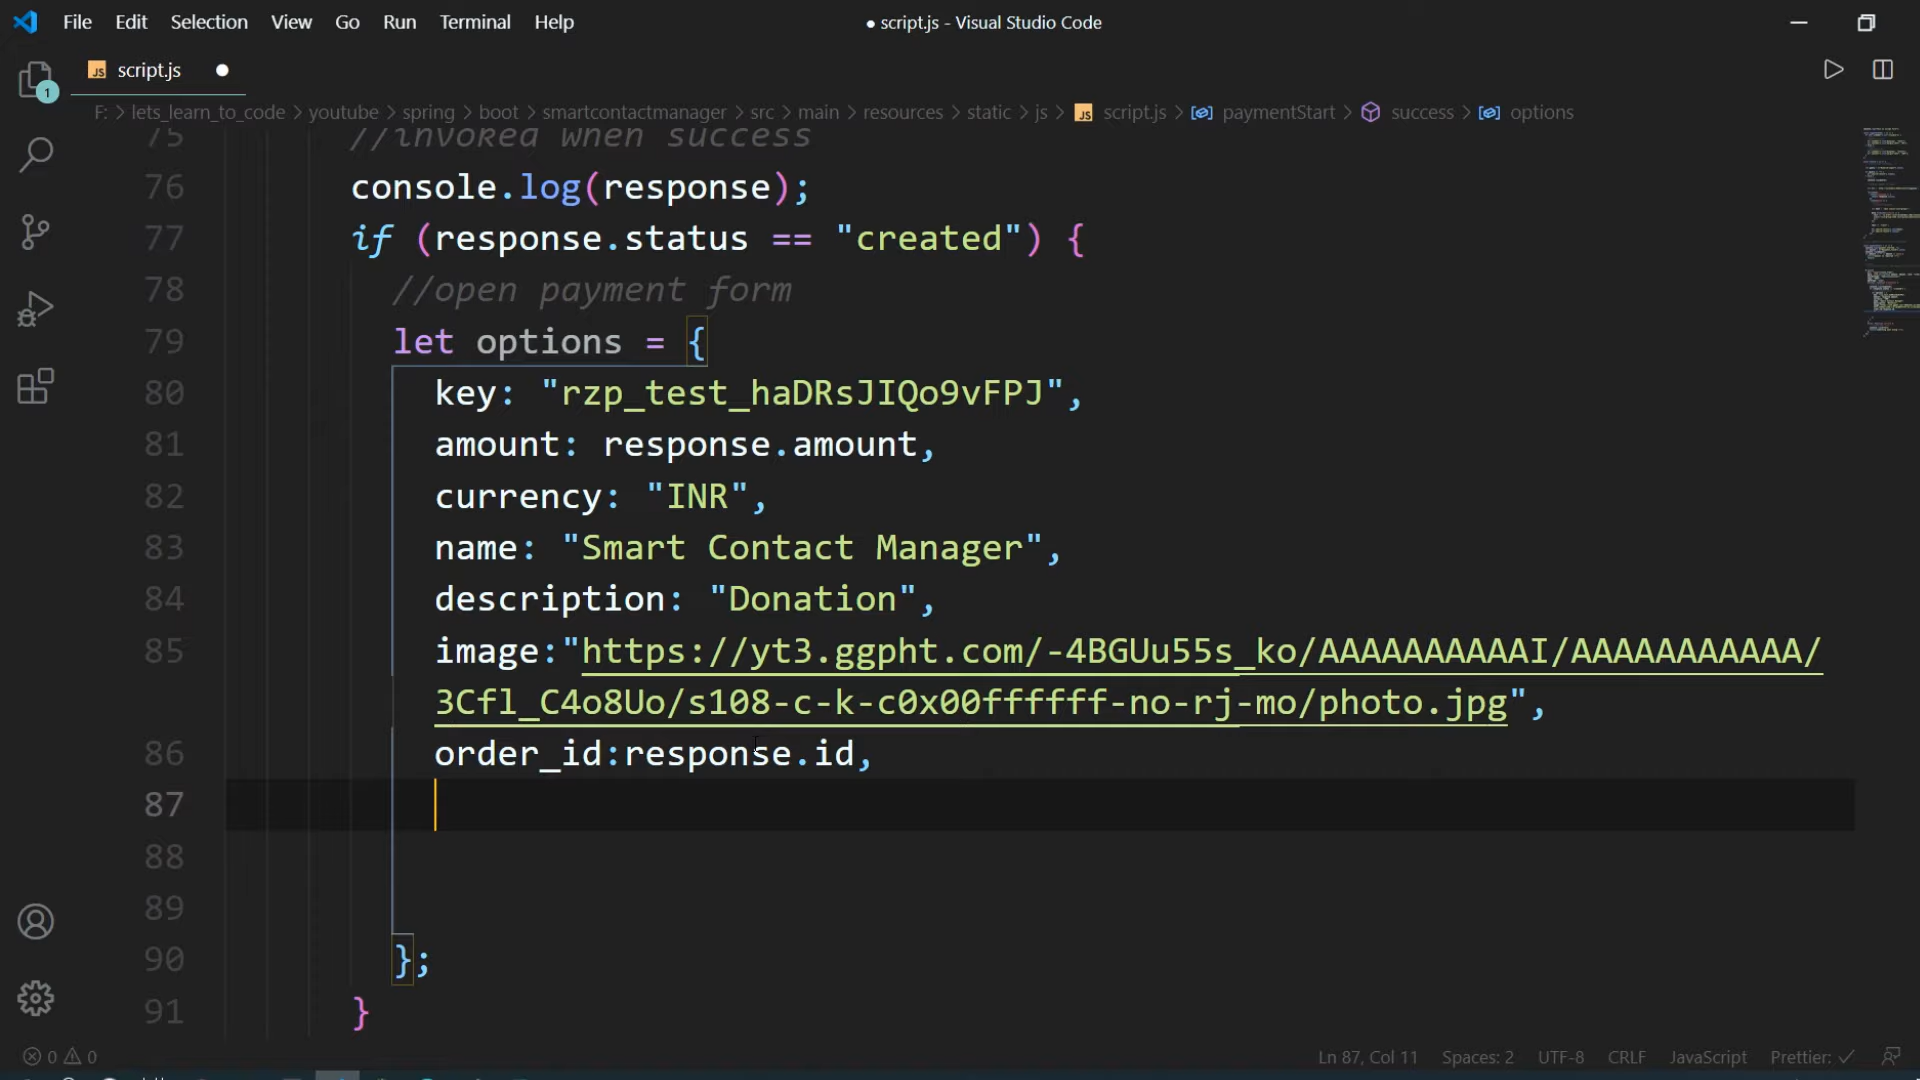 File Edit Selection View Go Run Terminal Help
● script.js - Visual Studio Code
JS script.js ●
1
F: > lets_learn_to_code > youtube > spring > boot > smartcontactmanager > src > main > resources > static > js > JS script.js > paymentStart > success > options
75 //invoked when success
76 console.log(response);
77 if (response.status == "created") {
78 //open payment form
79 let options = {
80 key: "rzp_test_haDRsJIQo9vFPJ",
81 amount: response.amount,
82 currency: "INR",
83 name: "Smart Contact Manager",
84 description: "Donation",
85 image:"https://yt3.ggpht.com/-4BGUu55s_ko/AAAAAAAAAAI/AAAAAAAAAAA/
3Cfl_C4o8Uo/s108-c-k-c0x00ffffff-no-rj-mo/photo.jpg",
86 order_id:response.id,
87
88
89
90 };
91 }
0 0 Ln 87, Col 11 Spaces: 2 UTF-8 CRLF JavaScript Prettier: ✓